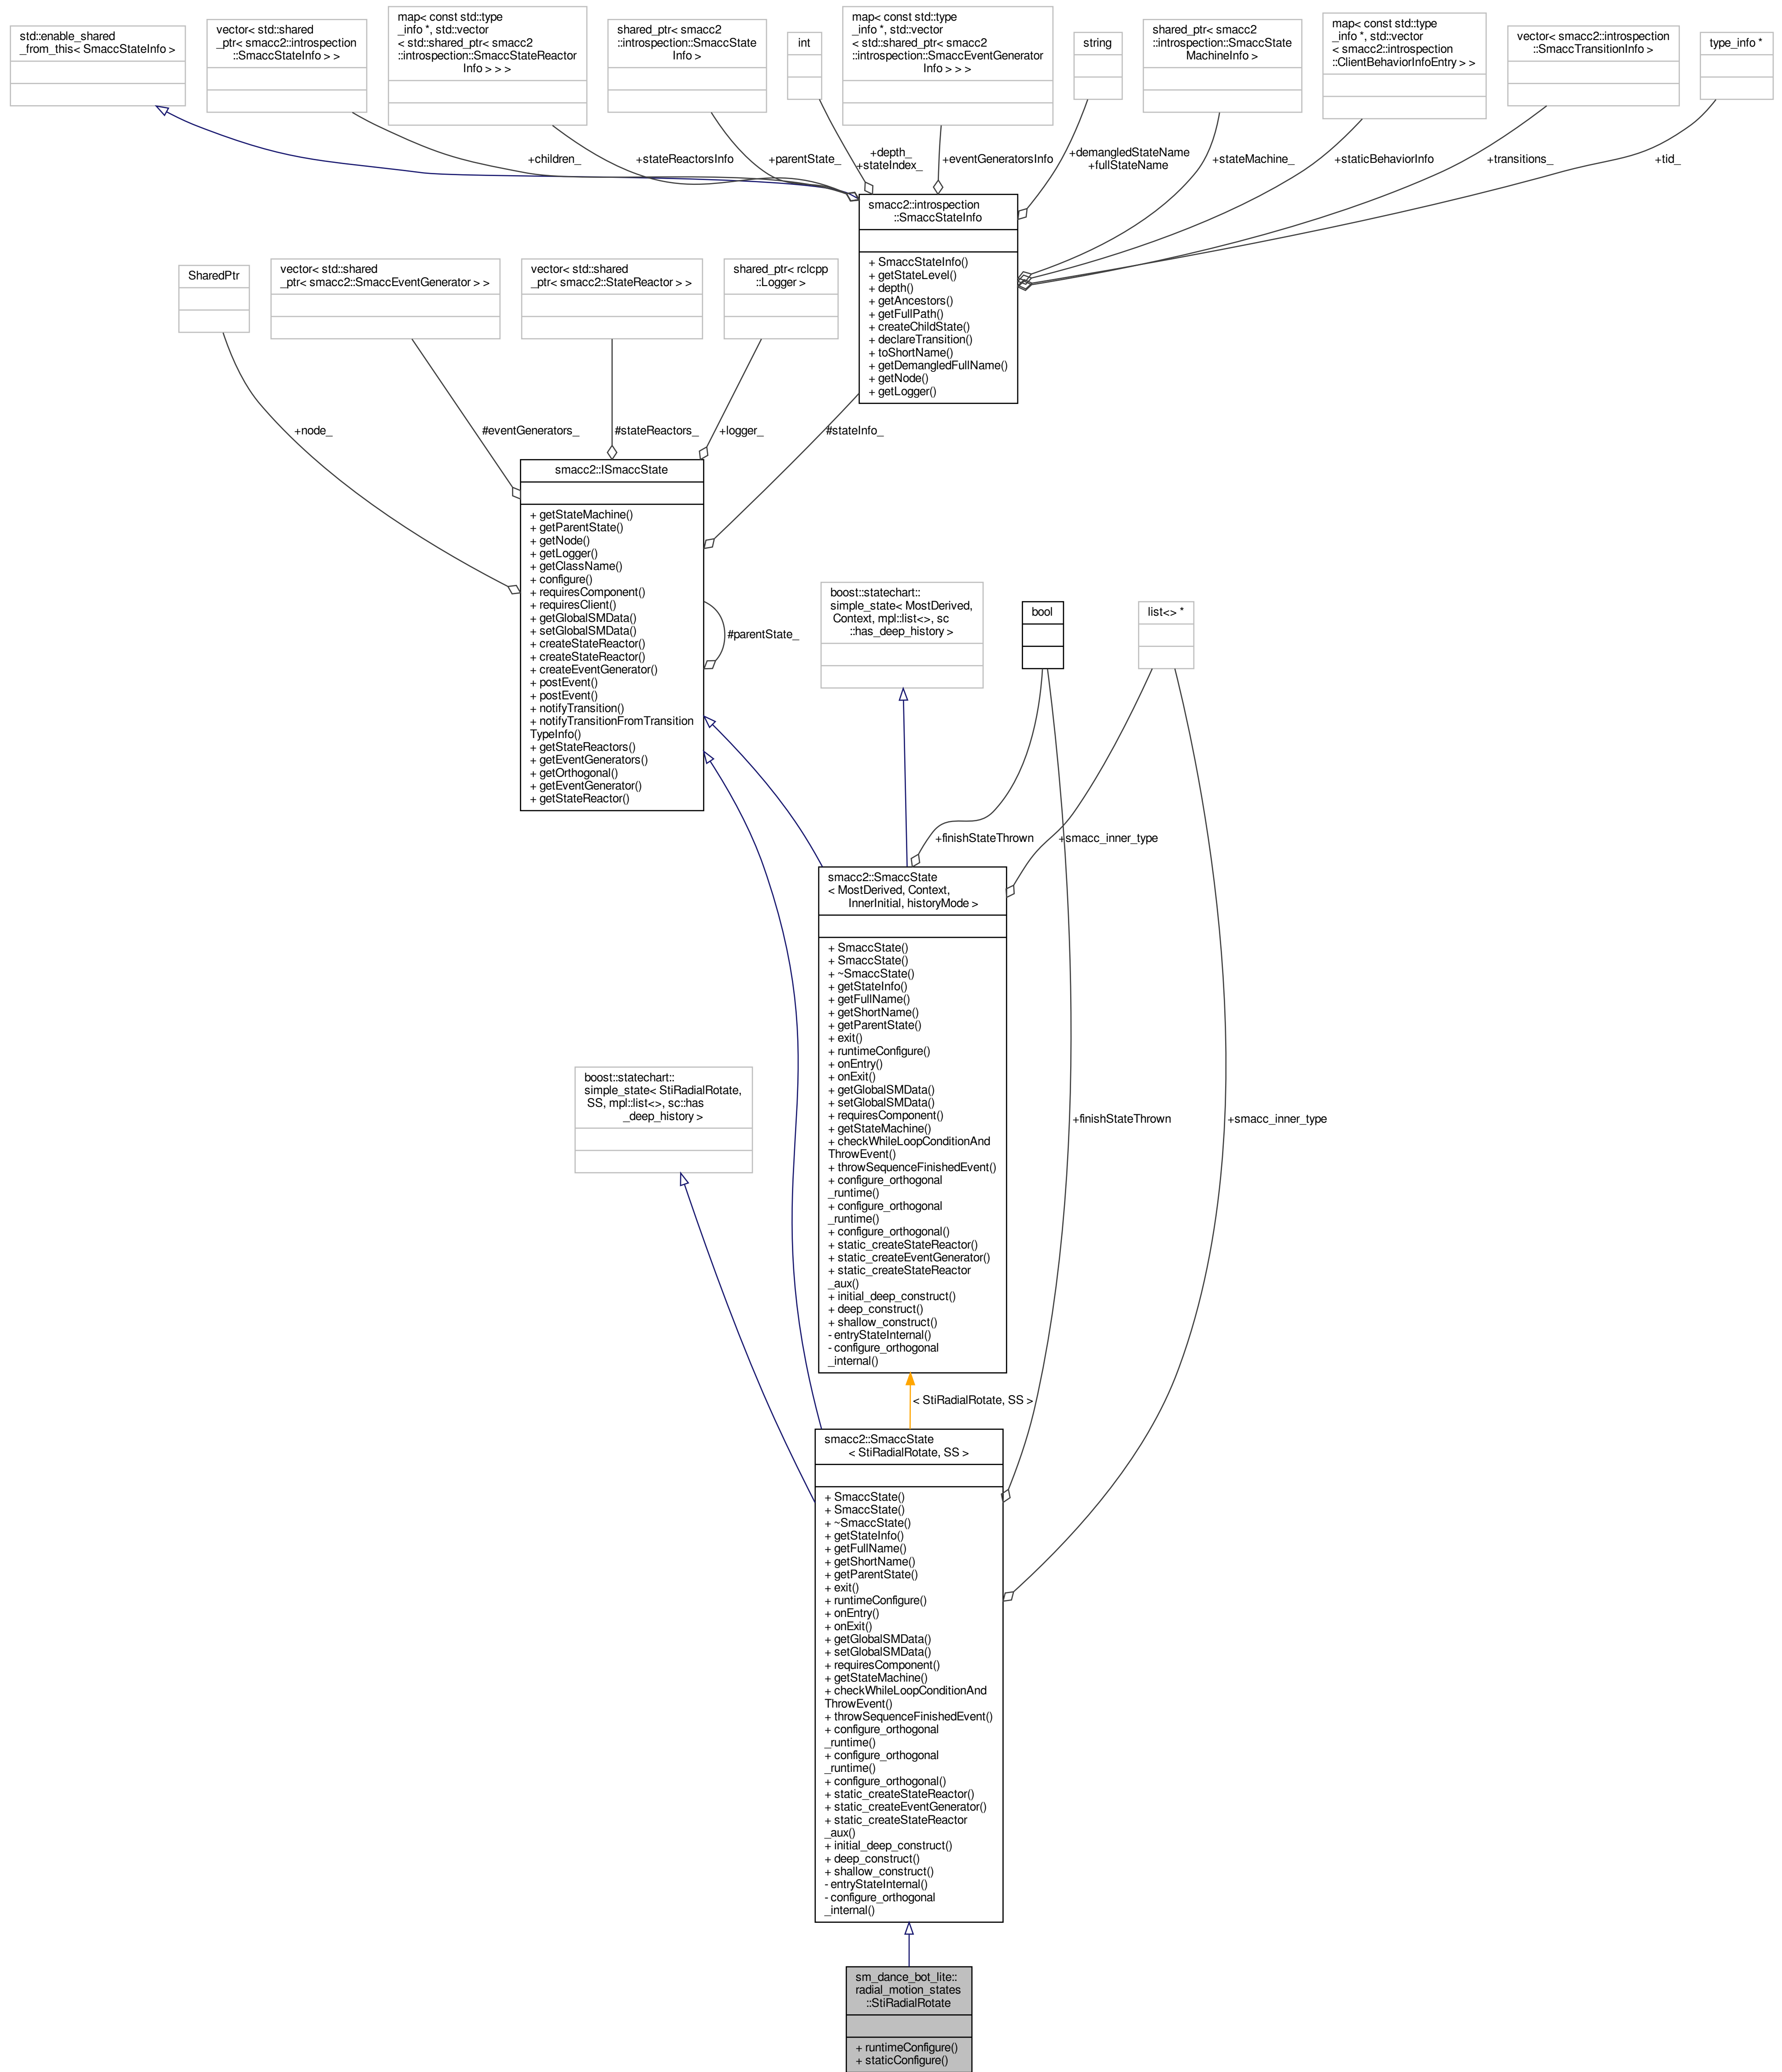 std::enable_shared
_from_this< SmaccStateInfo >
vector< std::shared
_ptr< smacc2::introspection
::SmaccStateInfo > >
map< const std::type
_info *, std::vector
< std::shared_ptr< smacc2
::introspection::SmaccStateReactor
Info > > >
shared_ptr< smacc2
::introspection::SmaccState
Info >
int
map< const std::type
_info *, std::vector
< std::shared_ptr< smacc2
::introspection::SmaccEventGenerator
Info > > >
string
shared_ptr< smacc2
::introspection::SmaccState
MachineInfo >
map< const std::type
_info *, std::vector
< smacc2::introspection
::ClientBehaviorInfoEntry > >
vector< smacc2::introspection
::SmaccTransitionInfo >
type_info *
+children_
+stateReactorsInfo
+parentState_
+depth_
+stateIndex_
+eventGeneratorsInfo
+demangledStateName
+fullStateName
+stateMachine_
+staticBehaviorInfo
+transitions_
+tid_
smacc2::introspection
::SmaccStateInfo
+ SmaccStateInfo()
+ getStateLevel()
+ depth()
+ getAncestors()
+ getFullPath()
+ createChildState()
+ declareTransition()
+ toShortName()
+ getDemangledFullName()
+ getNode()
+ getLogger()
SharedPtr
vector< std::shared
_ptr< smacc2::SmaccEventGenerator > >
vector< std::shared
_ptr< smacc2::StateReactor > >
shared_ptr< rclcpp
::Logger >
+node_
#eventGenerators_
#stateReactors_
+logger_
#stateInfo_
smacc2::ISmaccState
+ getStateMachine()
+ getParentState()
+ getNode()
+ getLogger()
+ getClassName()
+ configure()
+ requiresComponent()
+ requiresClient()
+ getGlobalSMData()
+ setGlobalSMData()
+ createStateReactor()
+ createStateReactor()
+ createEventGenerator()
+ postEvent()
+ postEvent()
+ notifyTransition()
+ notifyTransitionFromTransition
TypeInfo()
+ getStateReactors()
+ getEventGenerators()
+ getOrthogonal()
+ getEventGenerator()
+ getStateReactor()
#parentState_
boost::statechart::
simple_state< MostDerived,
Context, mpl::list<>, sc
::has_deep_history >
bool
list<> *
+finishStateThrown
+smacc_inner_type
smacc2::SmaccState
< MostDerived, Context,
InnerInitial, historyMode >
+ SmaccState()
+ SmaccState()
+ ~SmaccState()
+ getStateInfo()
+ getFullName()
+ getShortName()
+ getParentState()
+ exit()
+ runtimeConfigure()
+ onEntry()
+ onExit()
+ getGlobalSMData()
+ setGlobalSMData()
+ requiresComponent()
+ getStateMachine()
+ checkWhileLoopConditionAnd
ThrowEvent()
+ throwSequenceFinishedEvent()
+ configure_orthogonal
_runtime()
+ configure_orthogonal
_runtime()
+ configure_orthogonal()
+ static_createStateReactor()
+ static_createEventGenerator()
+ static_createStateReactor
_aux()
+ initial_deep_construct()
+ deep_construct()
+ shallow_construct()
- entryStateInternal()
- configure_orthogonal
_internal()
boost::statechart::
simple_state< StiRadialRotate,
SS, mpl::list<>, sc::has
_deep_history >
+finishStateThrown
+smacc_inner_type
< StiRadialRotate, SS >
smacc2::SmaccState
< StiRadialRotate, SS >
+ SmaccState()
+ SmaccState()
+ ~SmaccState()
+ getStateInfo()
+ getFullName()
+ getShortName()
+ getParentState()
+ exit()
+ runtimeConfigure()
+ onEntry()
+ onExit()
+ getGlobalSMData()
+ setGlobalSMData()
+ requiresComponent()
+ getStateMachine()
+ checkWhileLoopConditionAnd
ThrowEvent()
+ throwSequenceFinishedEvent()
+ configure_orthogonal
_runtime()
+ configure_orthogonal
_runtime()
+ configure_orthogonal()
+ static_createStateReactor()
+ static_createEventGenerator()
+ static_createStateReactor
_aux()
+ initial_deep_construct()
+ deep_construct()
+ shallow_construct()
- entryStateInternal()
- configure_orthogonal
_internal()
sm_dance_bot_lite::
radial_motion_states
::StiRadialRotate
+ runtimeConfigure()
+ staticConfigure()